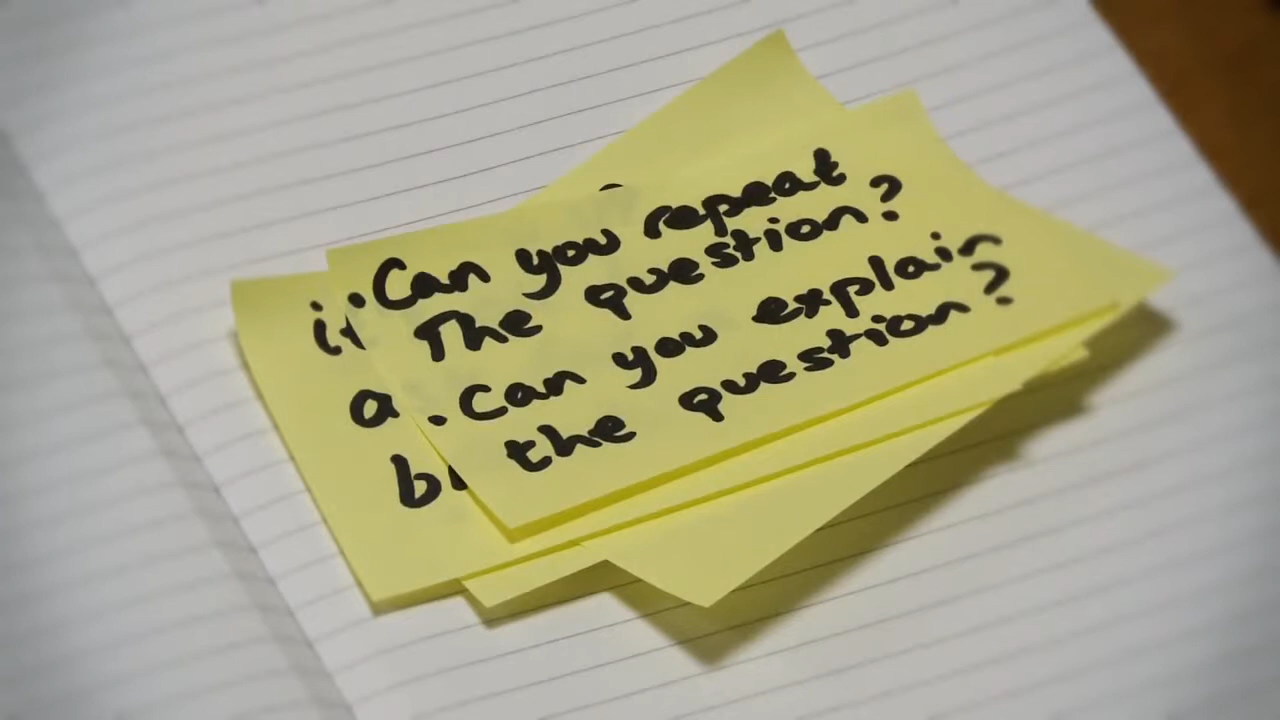 . Can you repeat
The question?
. Can you explain
the question?
a